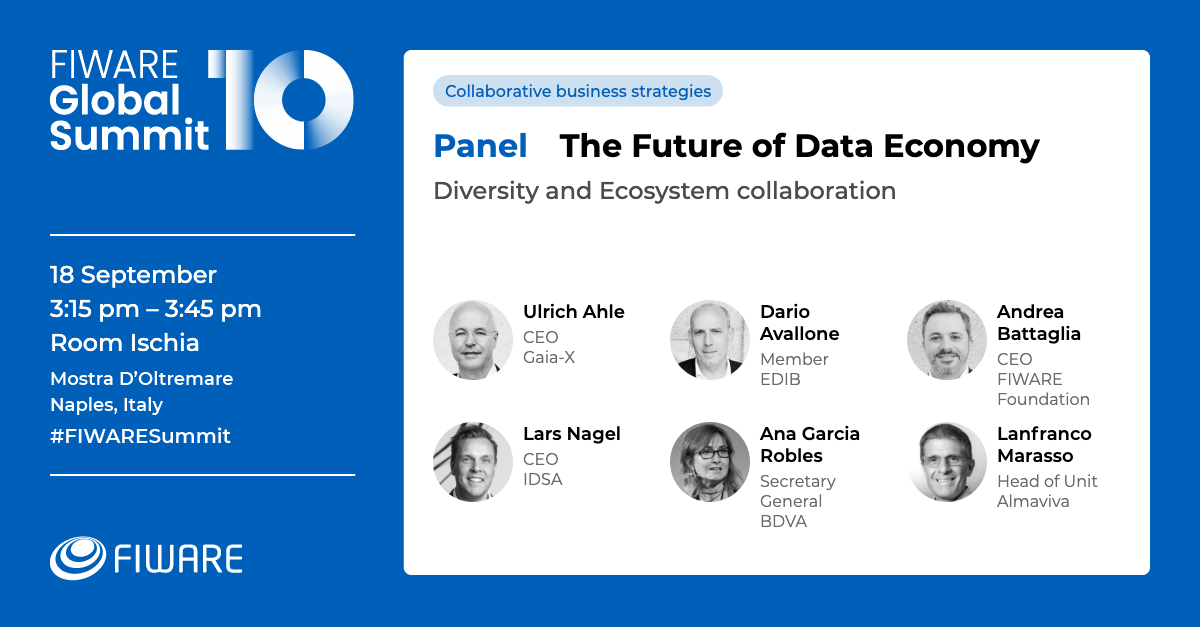 FIWARE
Global
Summit
10
18 September
3:15 pm – 3:45 pm
Room Ischia
Mostra D’Oltremare
Naples, Italy
#FIWARESummit
FIWARE
Collaborative business strategies
Panel The Future of Data Economy
Diversity and Ecosystem collaboration
Ulrich Ahle
CEO
Gaia-X
Dario
Avallone
Member
EDIB
Andrea
Battaglia
CEO
FIWARE
Foundation
Lars Nagel
CEO
IDSA
Ana Garcia
Robles
Secretary
General
BDVA
Lanfranco
Marasso
Head of Unit
Almaviva